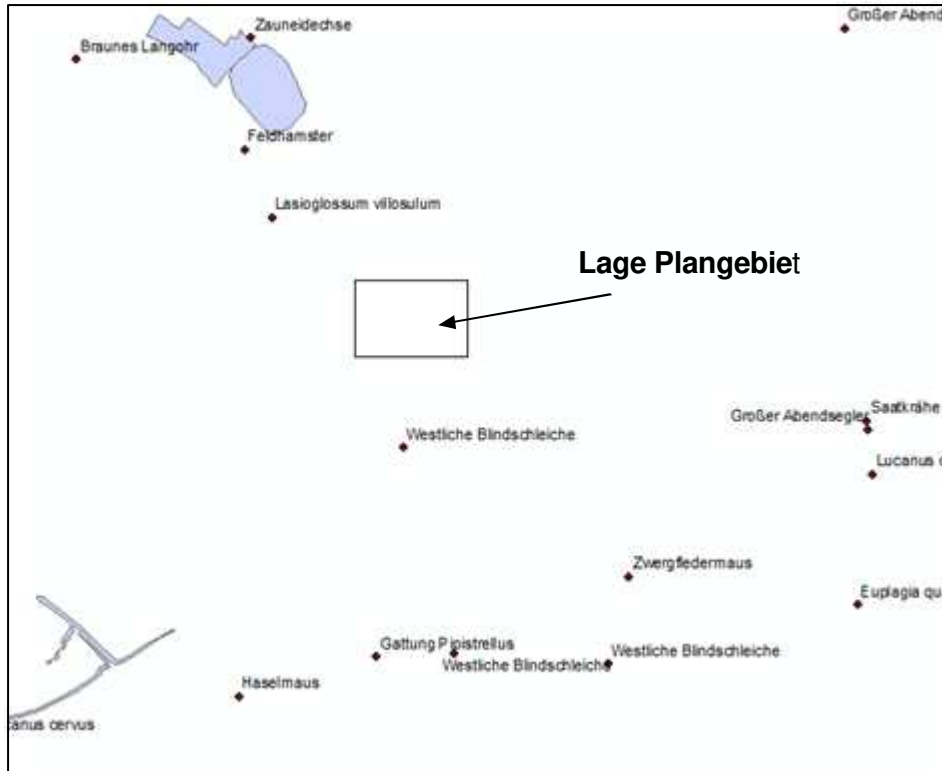 Großer Abend
Zauneidechse
Braunes Langohr
Feldhamster
Lasioglossum villosulum
Lage Plangebiet
Saatkrähe
Großer Abendsegler
Westliche Blindschleiche
Lucanus c
Zwergfledermaus
Euplagia qu
Gattung Pipistrellus
Westliche Blindschleiche
Westliche Blindschleiche
Haselmaus
canus cervus